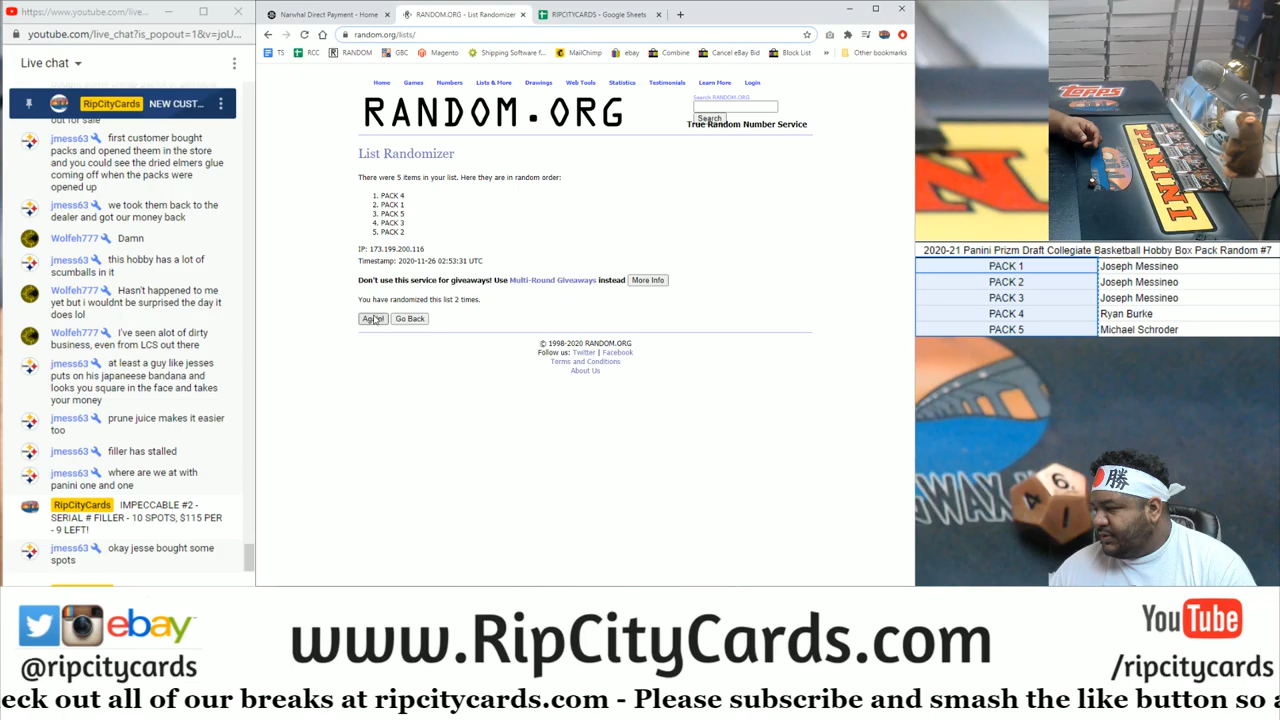 https://www.youtube.com/live...
youtube.com/live_chat?is_popout=1&v=joU...
Live chat
RipCityCards NEW CUST...
out for sale
jmess63 first customer bought
packs and opened theem in the store
and you could see the dried elmers glue
coming off when the packs were
opened up
jmess63 we took them back to the
dealer and got our money back
Wolfeh777 Damn
jmess63 this hobby has a lot of
scumballs in it
Wolfeh777 Hasn't happened to me
yet but i wouldnt be surprised the day it
does lol
Wolfeh777 I've seen alot of dirty
business, even from LCS out there
jmess63 at least a guy like jesses
puts on his japaneese bandana and
looks you square in the face and takes
your money
jmess63 prune juice makes it easier
too
jmess63 filler has stalled
jmess63 where are we at with
panini one and one
RipCityCards IMPECCABLE #2 -
SERIAL # FILLER - 10 SPOTS, $115 PER
- 9 LEFT!
jmess63 okay jesse bought some
spots
Narwhal Direct Payment - Home
RANDOM.ORG - List Randomizer
RIPCITYCARDS - Google Sheets
random.org/lists/
TS RCC RANDOM GBC Magento Shipping Software fo... MailChimp ebay Combine Cancel eBay Bid Block List » Other bookmarks
Home Games Numbers Lists & More Drawings Web Tools Statistics Testimonials Learn More Login
RANDOM.ORG
Search RANDOM.ORG
Search
True Random Number Service
List Randomizer
There were 5 items in your list. Here they are in random order:
1. PACK 4
2. PACK 1
3. PACK 5
4. PACK 3
5. PACK 2
IP: 173.199.200.116
Timestamp: 2020-11-26 02:53:31 UTC
Don't use this service for giveaways! Use Multi-Round Giveaways instead More Info
You have randomized this list 2 times.
Again! Go Back
© 1998-2020 RANDOM.ORG
Follow us: Twitter | Facebook
Terms and Conditions
About Us
TOPPS
PANINI
2020-21 Panini Prizm Draft Collegiate Basketball Hobby Box Pack Random #7
PACK 1 Joseph Messineo
PACK 2 Joseph Messineo
PACK 3 Joseph Messineo
PACK 4 Ryan Burke
PACK 5 Michael Schroder
4 6 1
勝
ebay
@ripcitycards
www.RipCityCards.com
YouTube
/ripcitycards
eck out all of our breaks at ripcitycards.com - Please subscribe and smash the like button so a